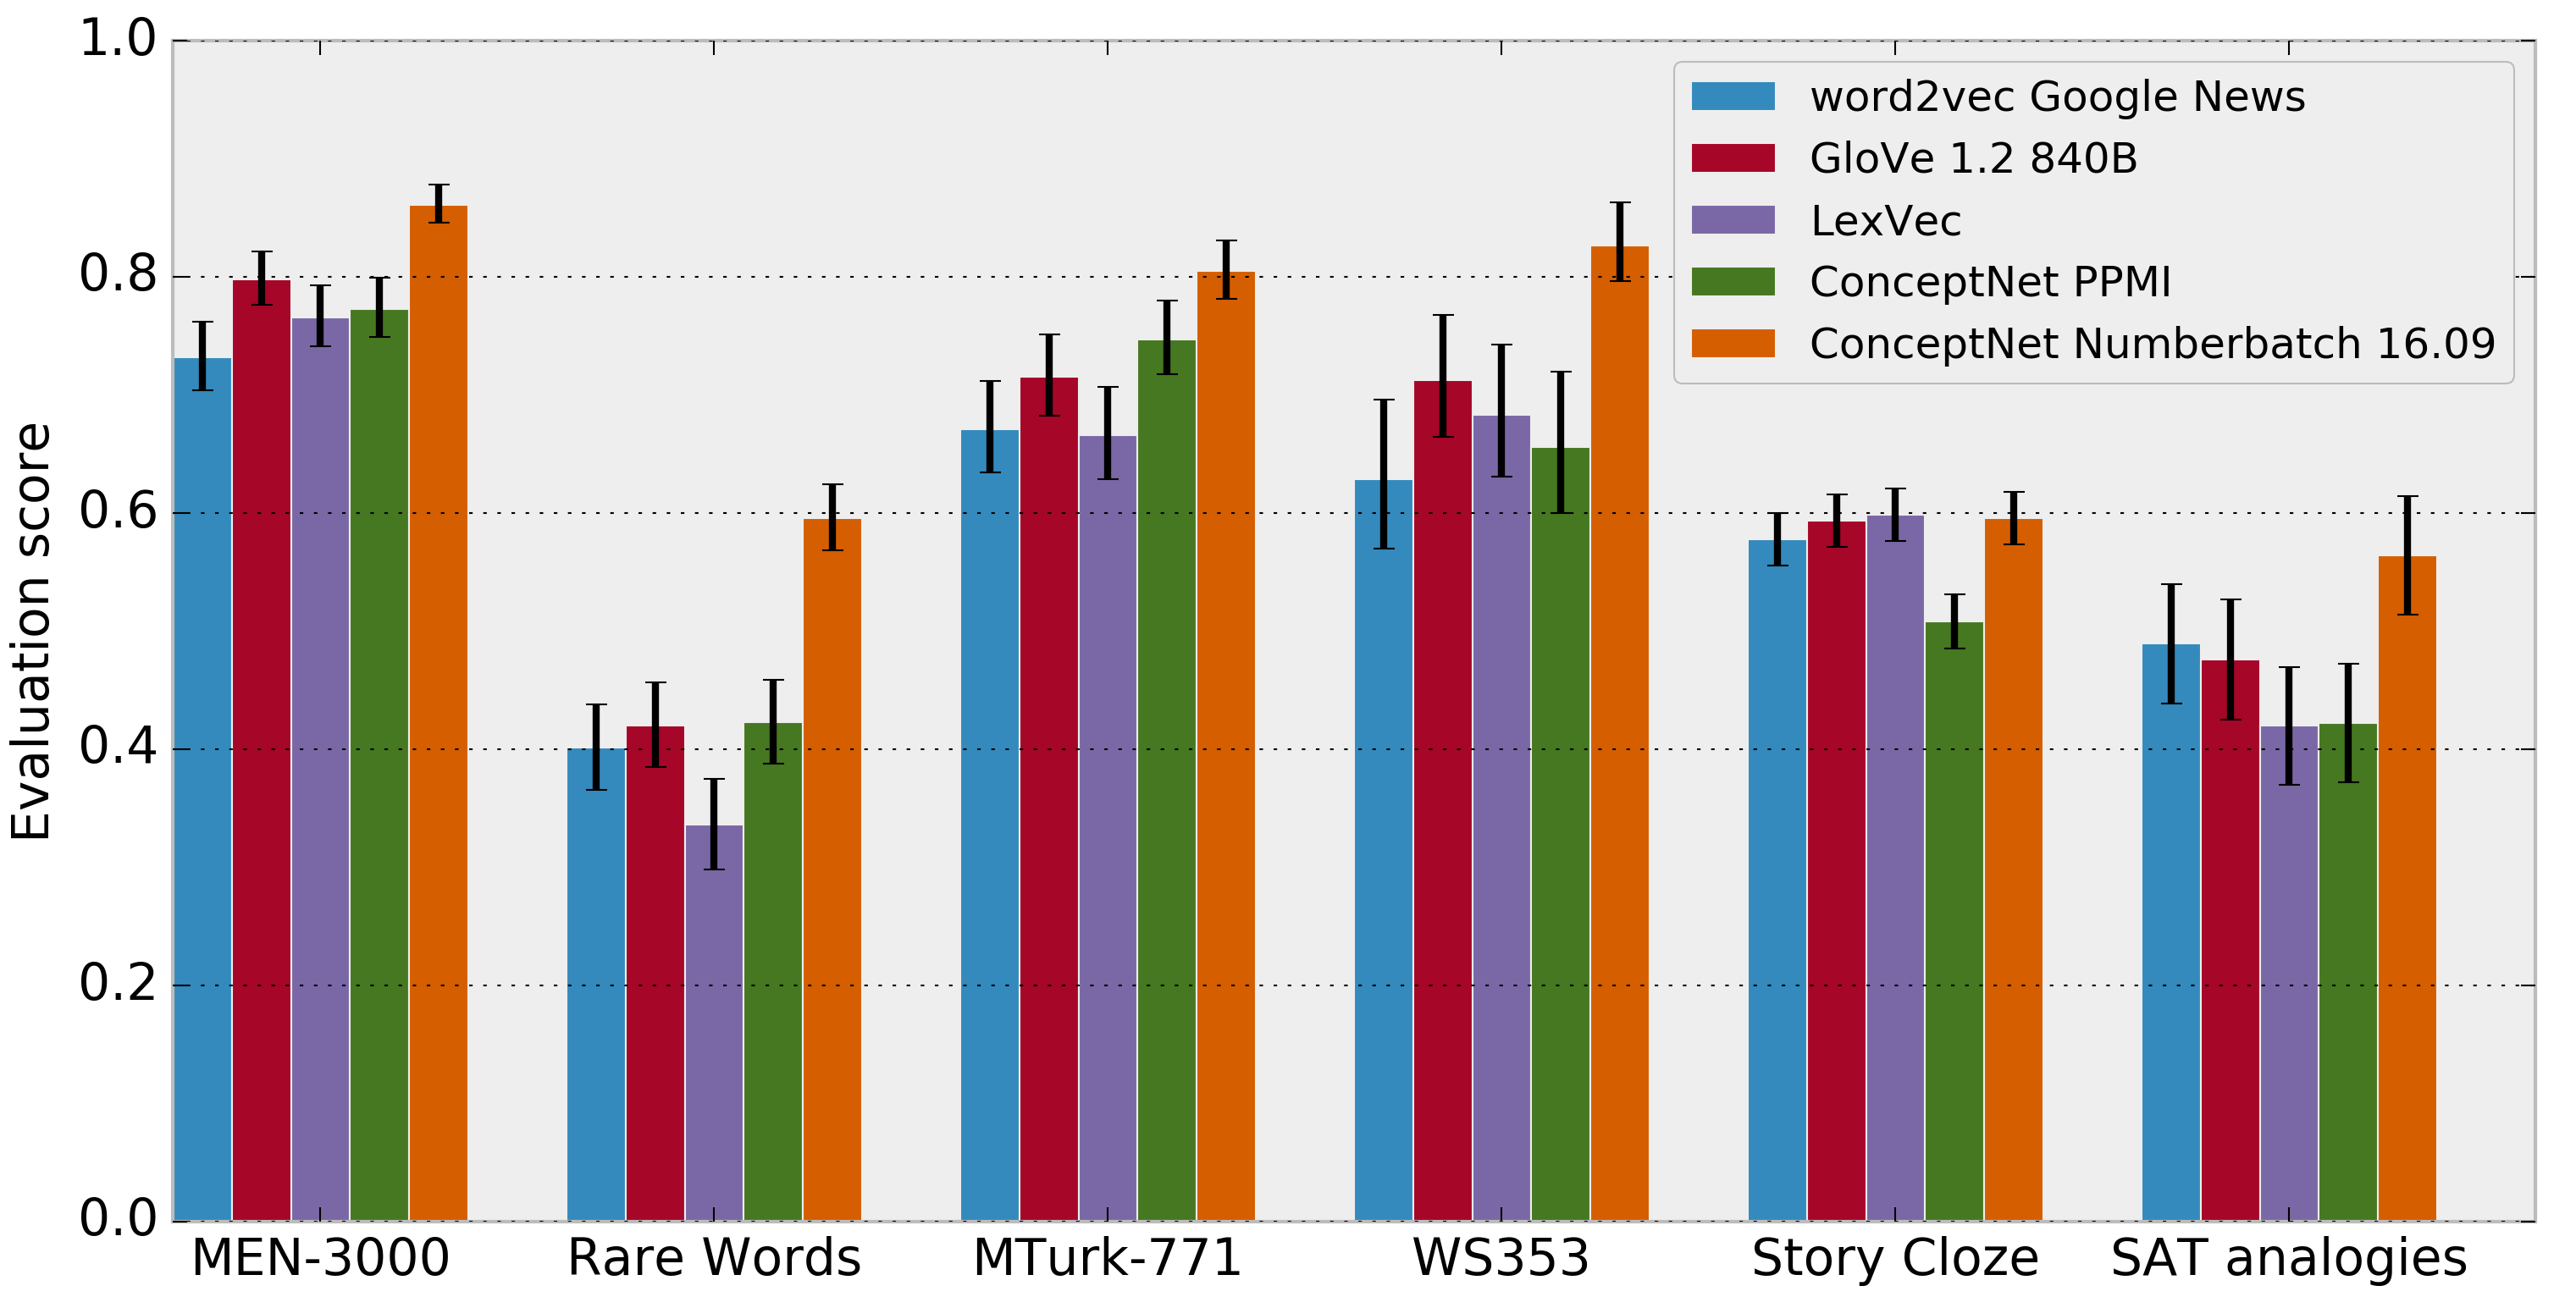 1.0
0.8
0.6
0.4
0.2
0.0
Evaluation score
word2vec Google News
GloVe 1.2 840B
LexVec
ConceptNet PPMI
ConceptNet Numberbatch 16.09
MEN-3000
Rare Words
MTurk-771
WS353
Story Cloze
SAT analogies